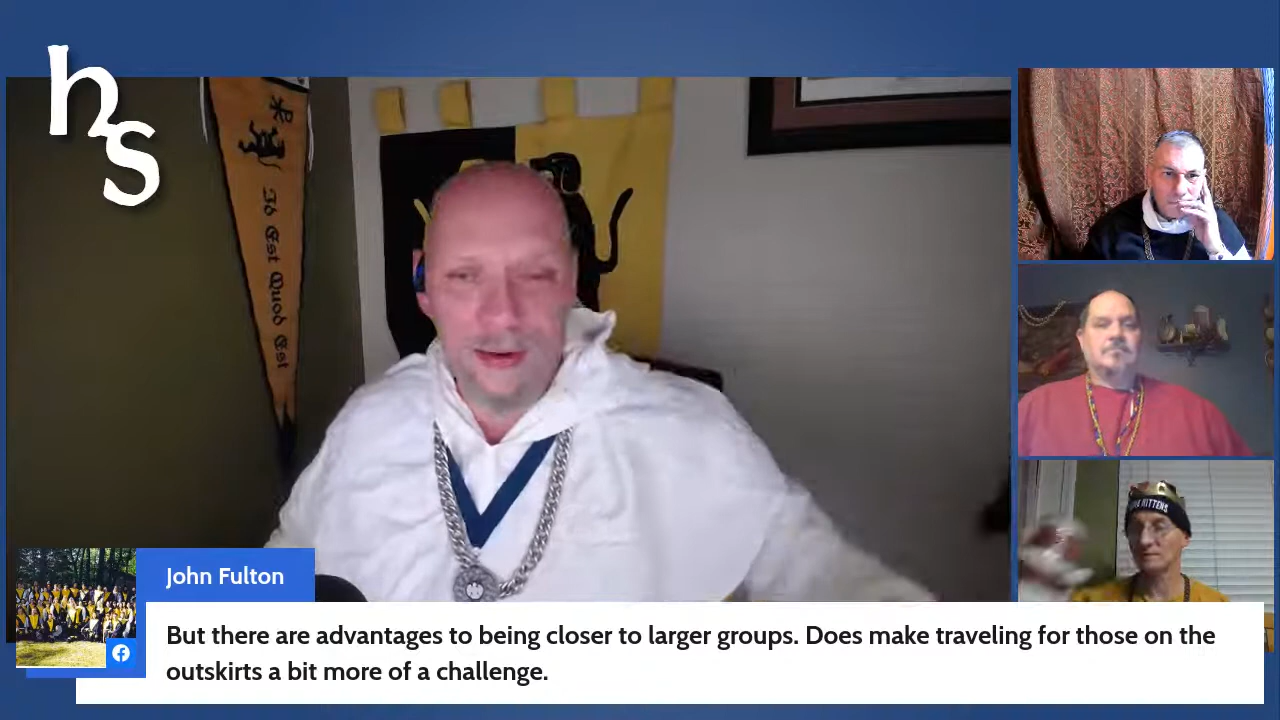 hs
Id Est Quod Est
KITTENS
John Fulton
But there are advantages to being closer to larger groups. Does make traveling for those on the
outskirts a bit more of a challenge.